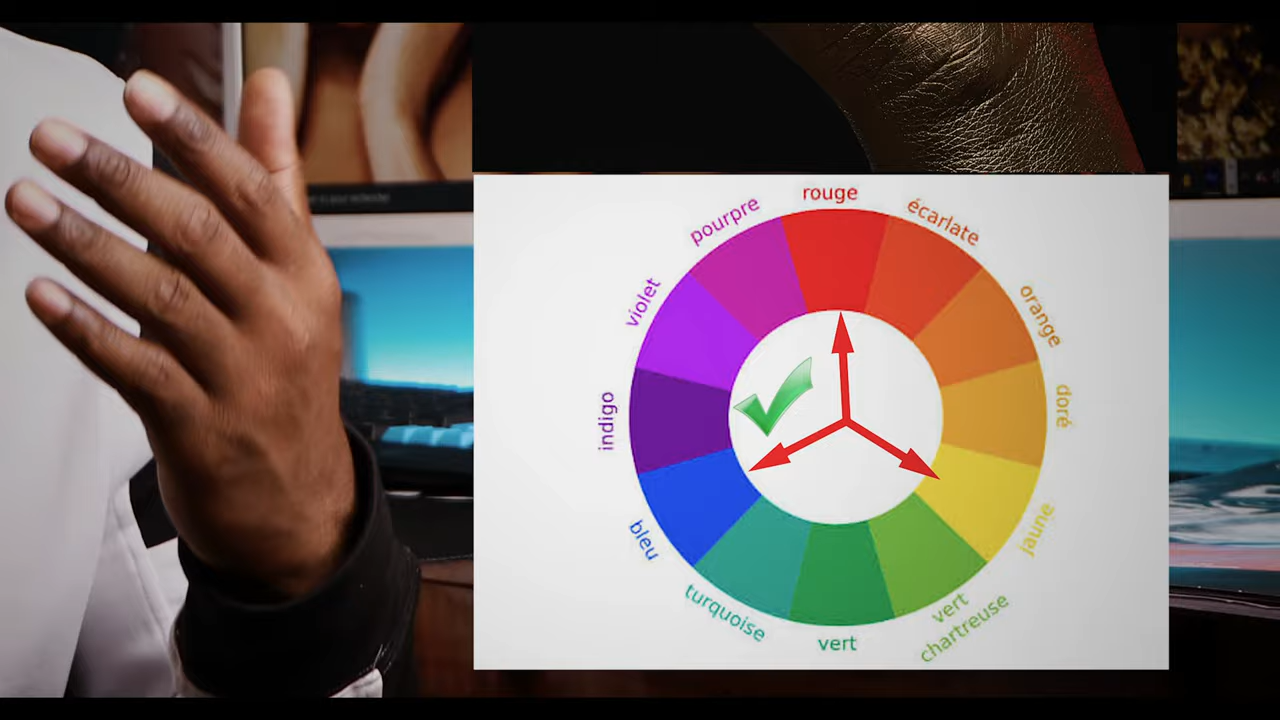 rouge
écarlate
orange
doré
jaune
vert
chartreuse
vert
turquoise
bleu
indigo
violet
pourpre